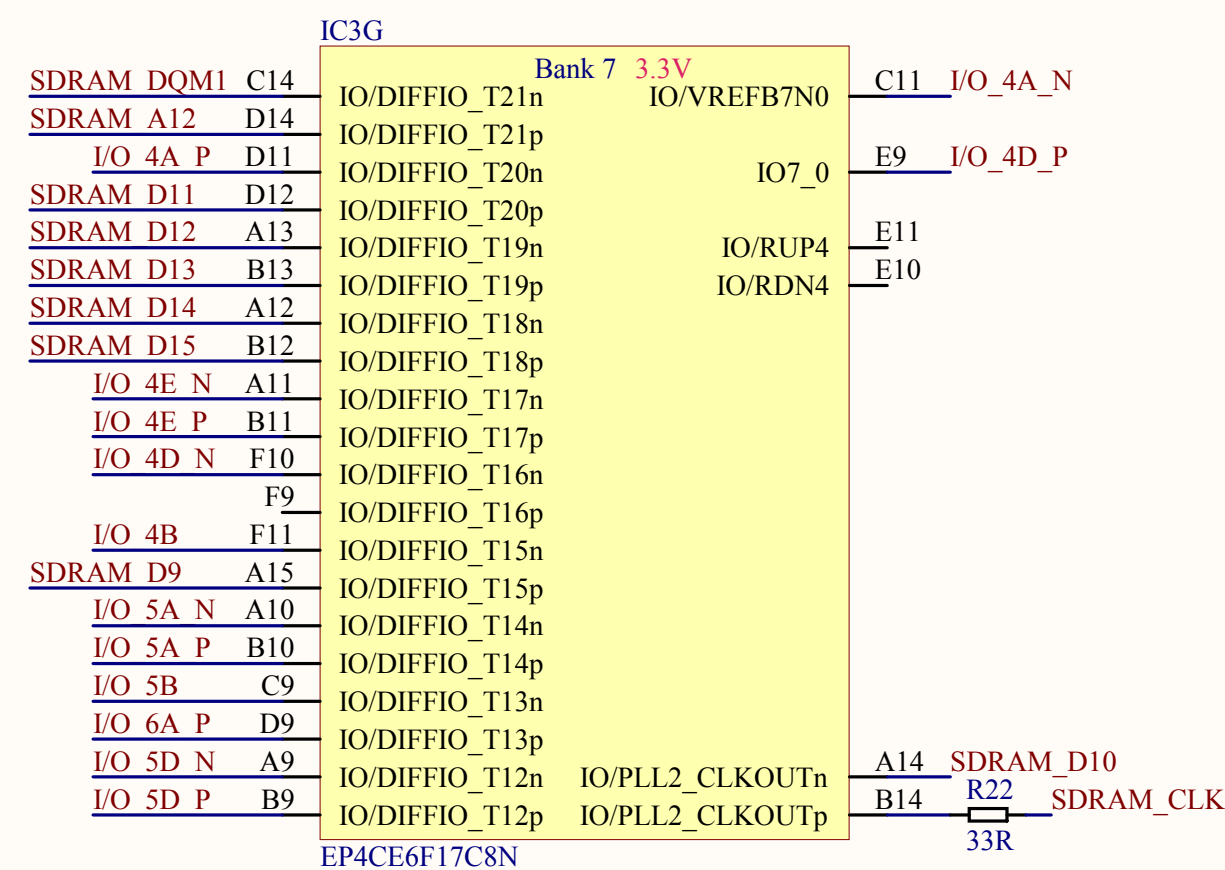 IC3G
Bank 7 3.3V
SDRAM_DQM1 C14 IO/DIFFIO_T21n IO/VREFB7N0 C11 I/O_4A_N
SDRAM_A12 D14 IO/DIFFIO_T21p
I/O_4A_P D11 IO/DIFFIO_T20n IO7_0 E9 I/O_4D_P
SDRAM_D11 D12 IO/DIFFIO_T20p
SDRAM_D12 A13 IO/DIFFIO_T19n IO/RUP4 E11
SDRAM_D13 B13 IO/DIFFIO_T19p IO/RDN4 E10
SDRAM_D14 A12 IO/DIFFIO_T18n
SDRAM_D15 B12 IO/DIFFIO_T18p
I/O_4E_N A11 IO/DIFFIO_T17n
I/O_4E_P B11 IO/DIFFIO_T17p
I/O_4D_N F10 IO/DIFFIO_T16n
F9 IO/DIFFIO_T16p
I/O_4B F11 IO/DIFFIO_T15n
SDRAM_D9 A15 IO/DIFFIO_T15p
I/O_5A_N A10 IO/DIFFIO_T14n
I/O_5A_P B10 IO/DIFFIO_T14p
I/O_5B C9 IO/DIFFIO_T13n
I/O_6A_P D9 IO/DIFFIO_T13p
I/O_5D_N A9 IO/DIFFIO_T12n IO/PLL2_CLKOUTn A14 SDRAM_D10
I/O_5D_P B9 IO/DIFFIO_T12p IO/PLL2_CLKOUTp B14 R22 SDRAM_CLK
33R
EP4CE6F17C8N